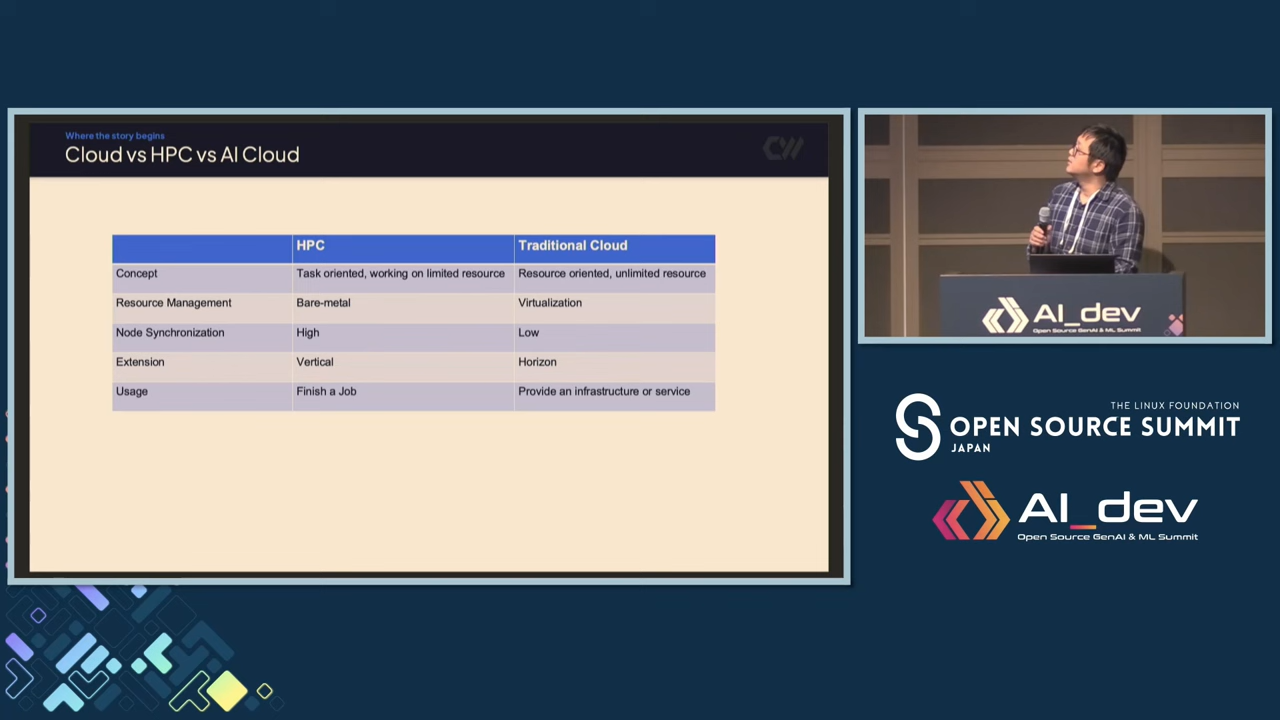 Where the story begins
Cloud vs HPC vs AI Cloud
CW
HPC Traditional Cloud
Concept Task oriented, working on limited resource Resource oriented, unlimited resource
Resource Management Bare-metal Virtualization
Node Synchronization High Low
Extension Vertical Horizon
Usage Finish a Job Provide an infrastructure or service
AI_dev
Open Source GenAI & ML Summit
THE LINUX FOUNDATION
OPEN SOURCE SUMMIT
JAPAN
AI_dev
Open Source GenAI & ML Summit